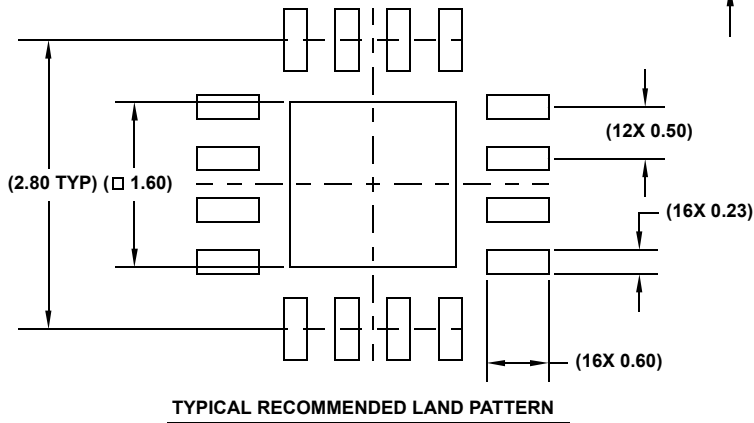 (12X 0.50)
(2.80 TYP) (□ 1.60)
(16X 0.23)
(16X 0.60)
TYPICAL RECOMMENDED LAND PATTERN